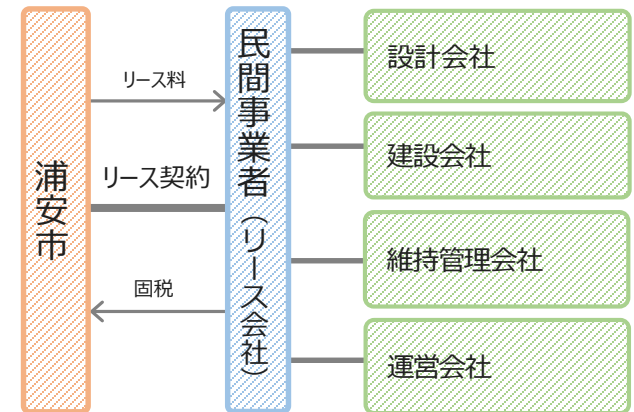 浦安市
リース料
リース契約
固税
民間事業者（リース会社）
設計会社
建設会社
維持管理会社
運営会社